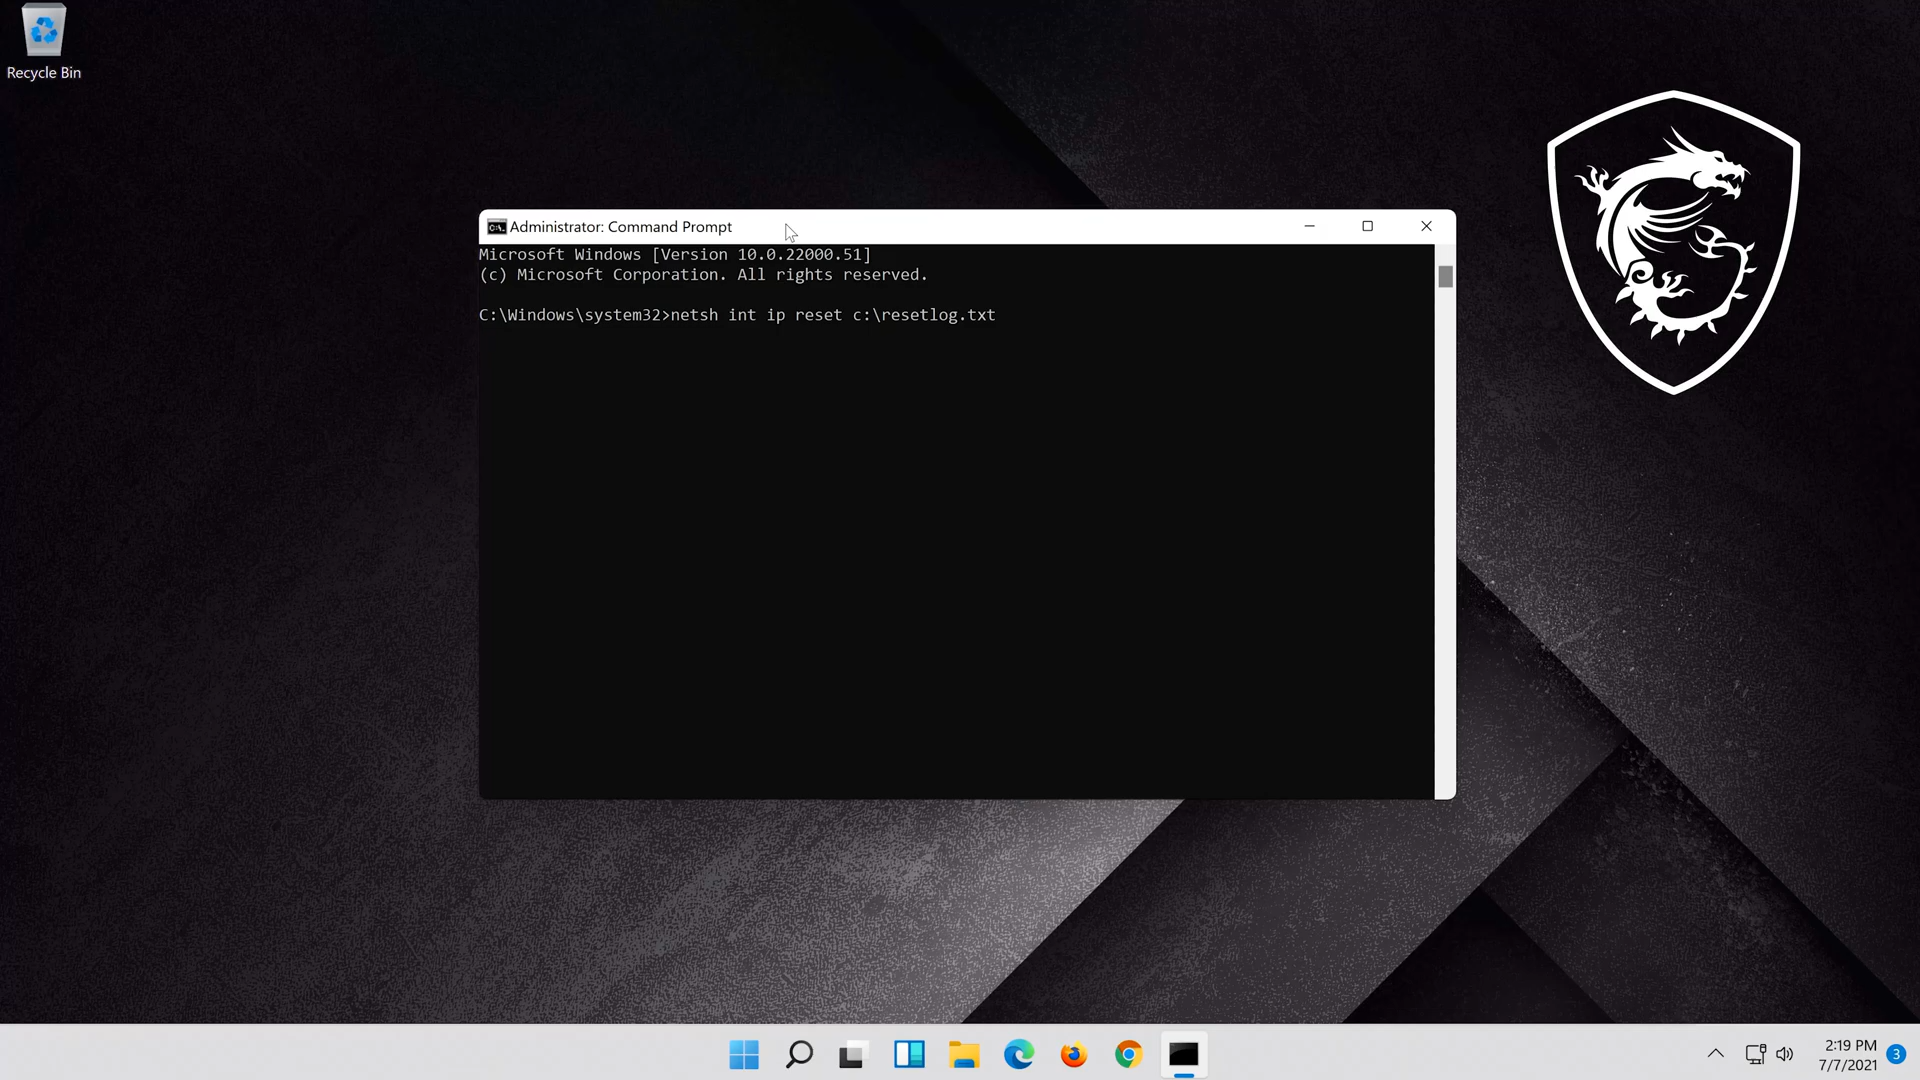 Recycle Bin
Administrator: Command Prompt
Microsoft Windows [Version 10.0.22000.51]
(c) Microsoft Corporation. All rights reserved.
C:\Windows\system32>netsh int ip reset c:\resetlog.txt
2:19 PM
7/7/2021
3